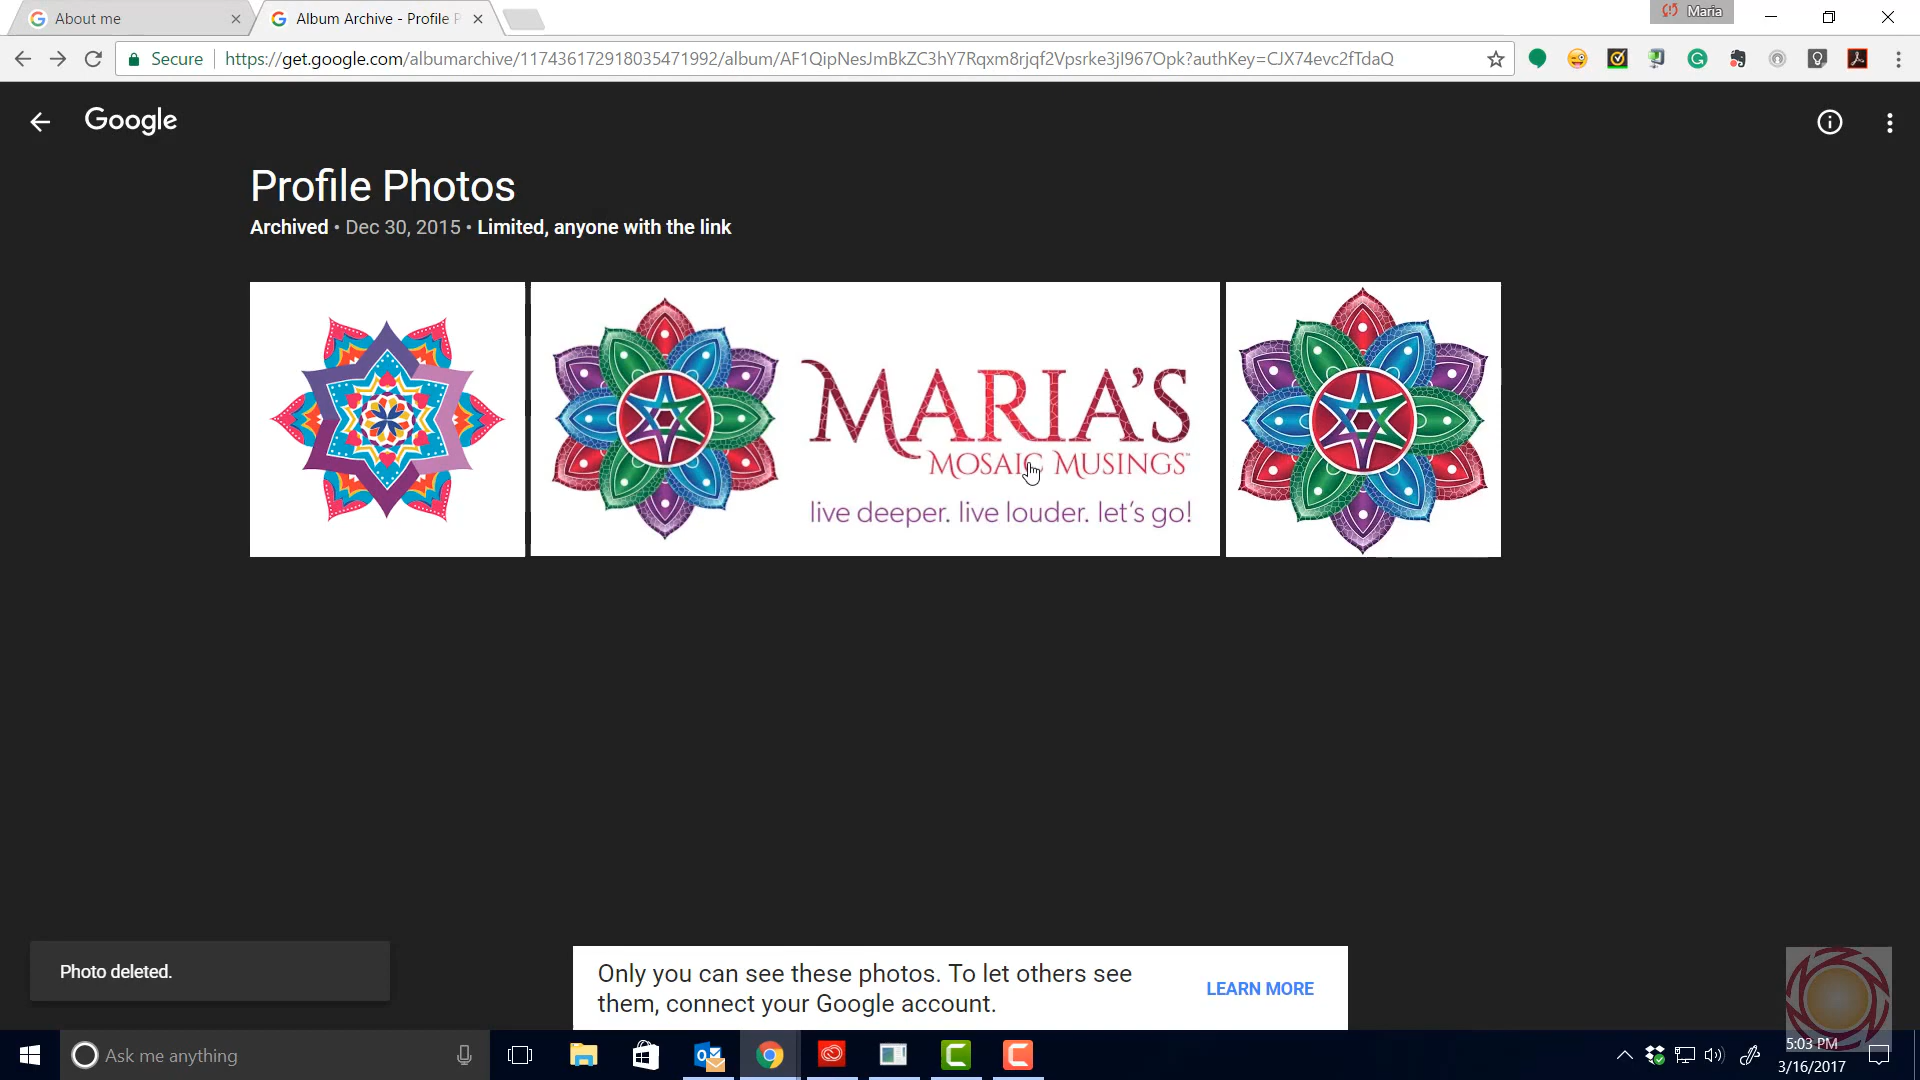 About me
Album Archive - Profile P
Maria
Secure
https://get.google.com/albumarchive/117436172918035471992/album/AF1QipNesJmBkZC3hY7Rqxm8rjqf2Vpsrke3jI967Opk?authKey=CJX74evc2fTdaQ
Google
Profile Photos
Archived • Dec 30, 2015 • Limited, anyone with the link
MARIA'S
MOSAIC MUSINGS
live deeper. live louder. let's go!
Photo deleted.
Only you can see these photos. To let others see
them, connect your Google account.
LEARN MORE
Ask me anything
5:03 PM
3/16/2017